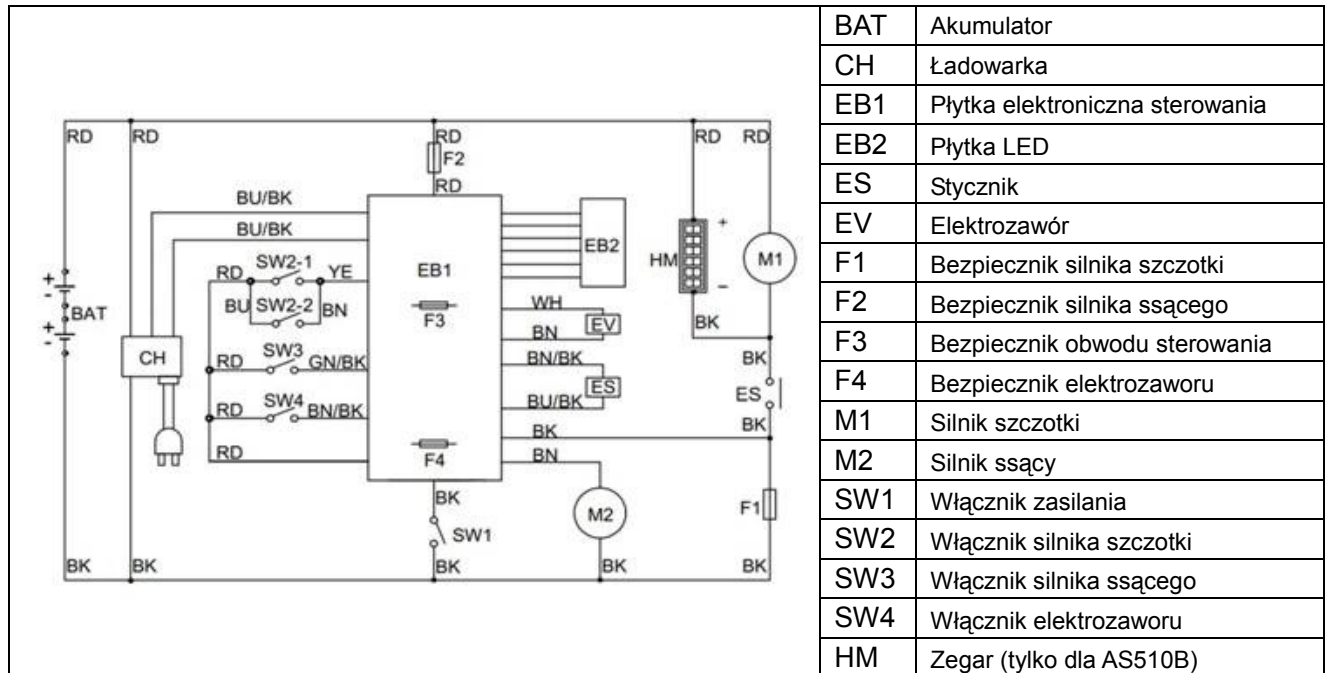 RD RD RD RD RD
F2
RD
BU/BK
BU/BK
EB2
SW2-1
RD YE
EB1
HM
+
-
M1
BU SW2-2 BN
+
-
BAT
+
-
F3
WH
EV
BN
BK
CH
SW3
RD GN/BK
BN/BK
ES
BU/BK
BK
ES
SW4
RD BN/BK
BK
BK
RD
F4
BN
BK
M2
F1
SW1
BK BK BK BK BK
BAT Akumulator
CH Ładowarka
EB1 Płytka elektroniczna sterowania
EB2 Płytka LED
ES Stycznik
EV Elektrozawór
F1 Bezpiecznik silnika szczotki
F2 Bezpiecznik silnika ssącego
F3 Bezpiecznik obwodu sterowania
F4 Bezpiecznik elektrozaworu
M1 Silnik szczotki
M2 Silnik ssący
SW1 Włącznik zasilania
SW2 Włącznik silnika szczotki
SW3 Włącznik silnika ssącego
SW4 Włącznik elektrozaworu
HM Zegar (tylko dla AS510B)